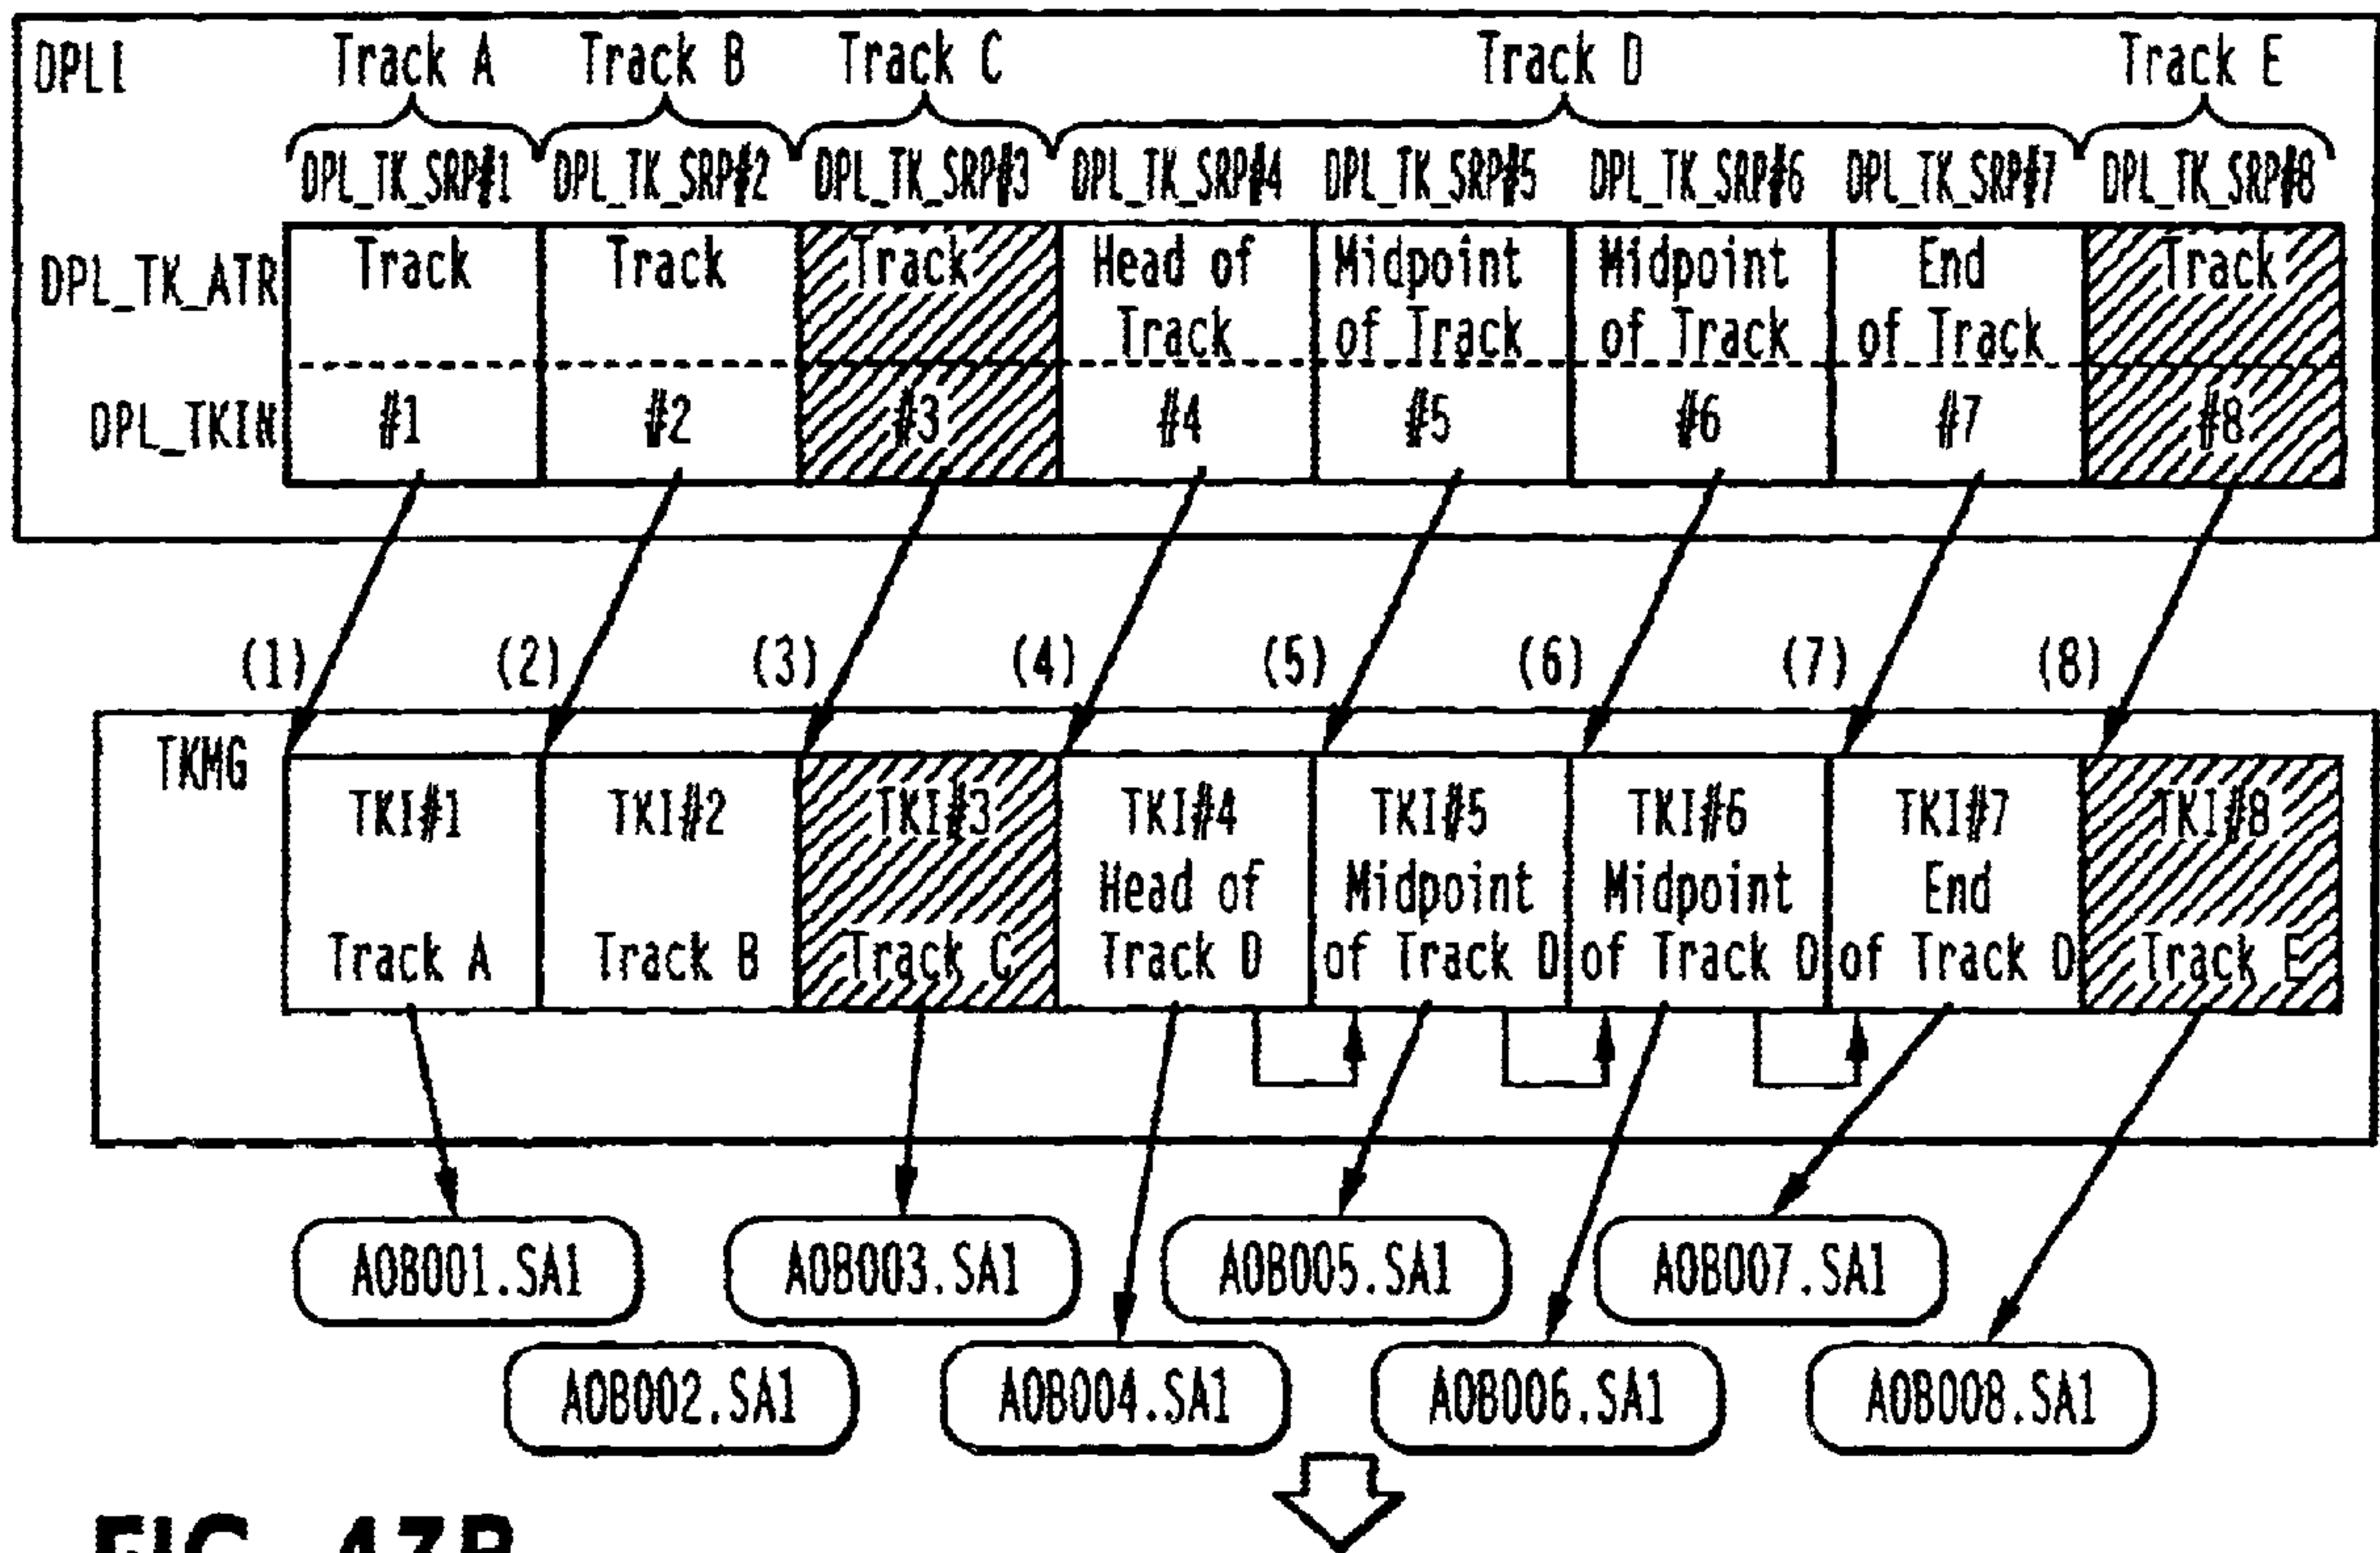 DPLI Track A Track B Track C Track D Track E
DPL_TK_SRP#1 DPL_TK_SRP#2 DPL_TK_SRP#3 DPL_TK_SRP#4 DPL_TK_SRP#5 DPL_TK_SRP#6 DPL_TK_SRP#7 DPL_TK_SRP#8
DPL_TK_ATR Track Track Track Head of Track Midpoint of Track Midpoint of Track End of Track Track
DPL_TKIN #1 #2 #3 #4 #5 #6 #7 #8
(1) (2) (3) (4) (5) (6) (7) (8)
TKMG
TKI#1 TKI#2 TKI#3 TKI#4 TKI#5 TKI#6 TKI#7 TKI#8
Head of Midpoint Midpoint End
Track A Track B Track C Track D of Track D of Track D of Track D Track E
AOB001.SA1 AOB003.SA1 AOB005.SA1 AOB007.SA1
AOB002.SA1 AOB004.SA1 AOB006.SA1 AOB008.SA1
FIG. 47B